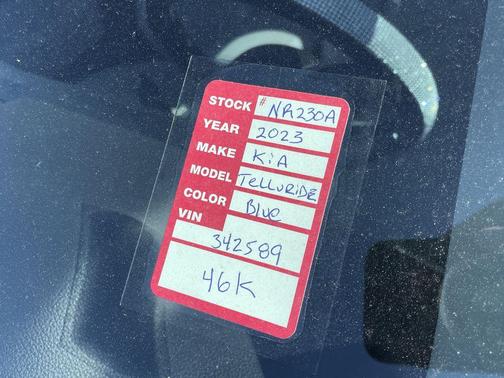 STOCK # NR230A
YEAR 2023
MAKE KiA
MODEL TELLURIDE
COLOR Blue
VIN
342589
46K